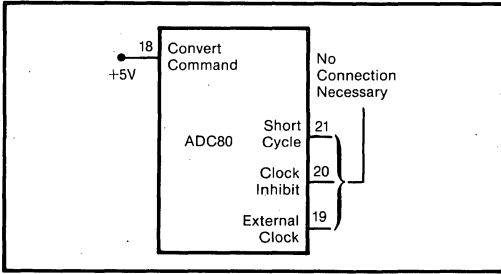 18
Convert
Command
+5V
No
Connection
Necessary
ADC80
Short
Cycle
21
Clock
Inhibit
20
External
Clock
19